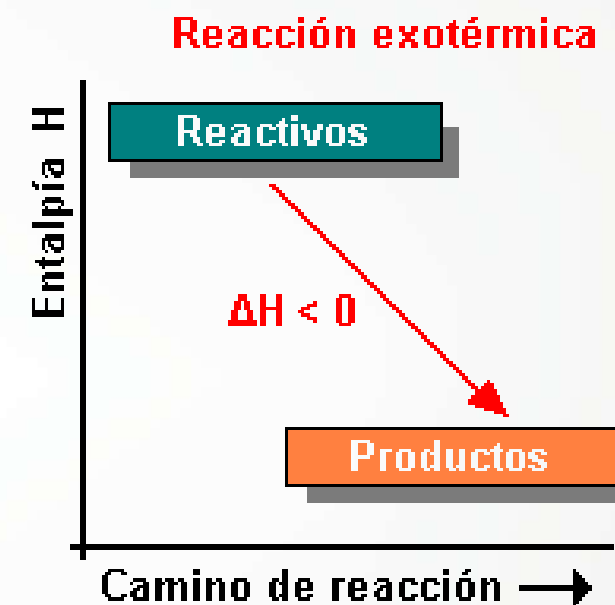 Reacción exotérmica
Reactivos
Entalpía H
ΔH < 0
Productos
Camino de reacción